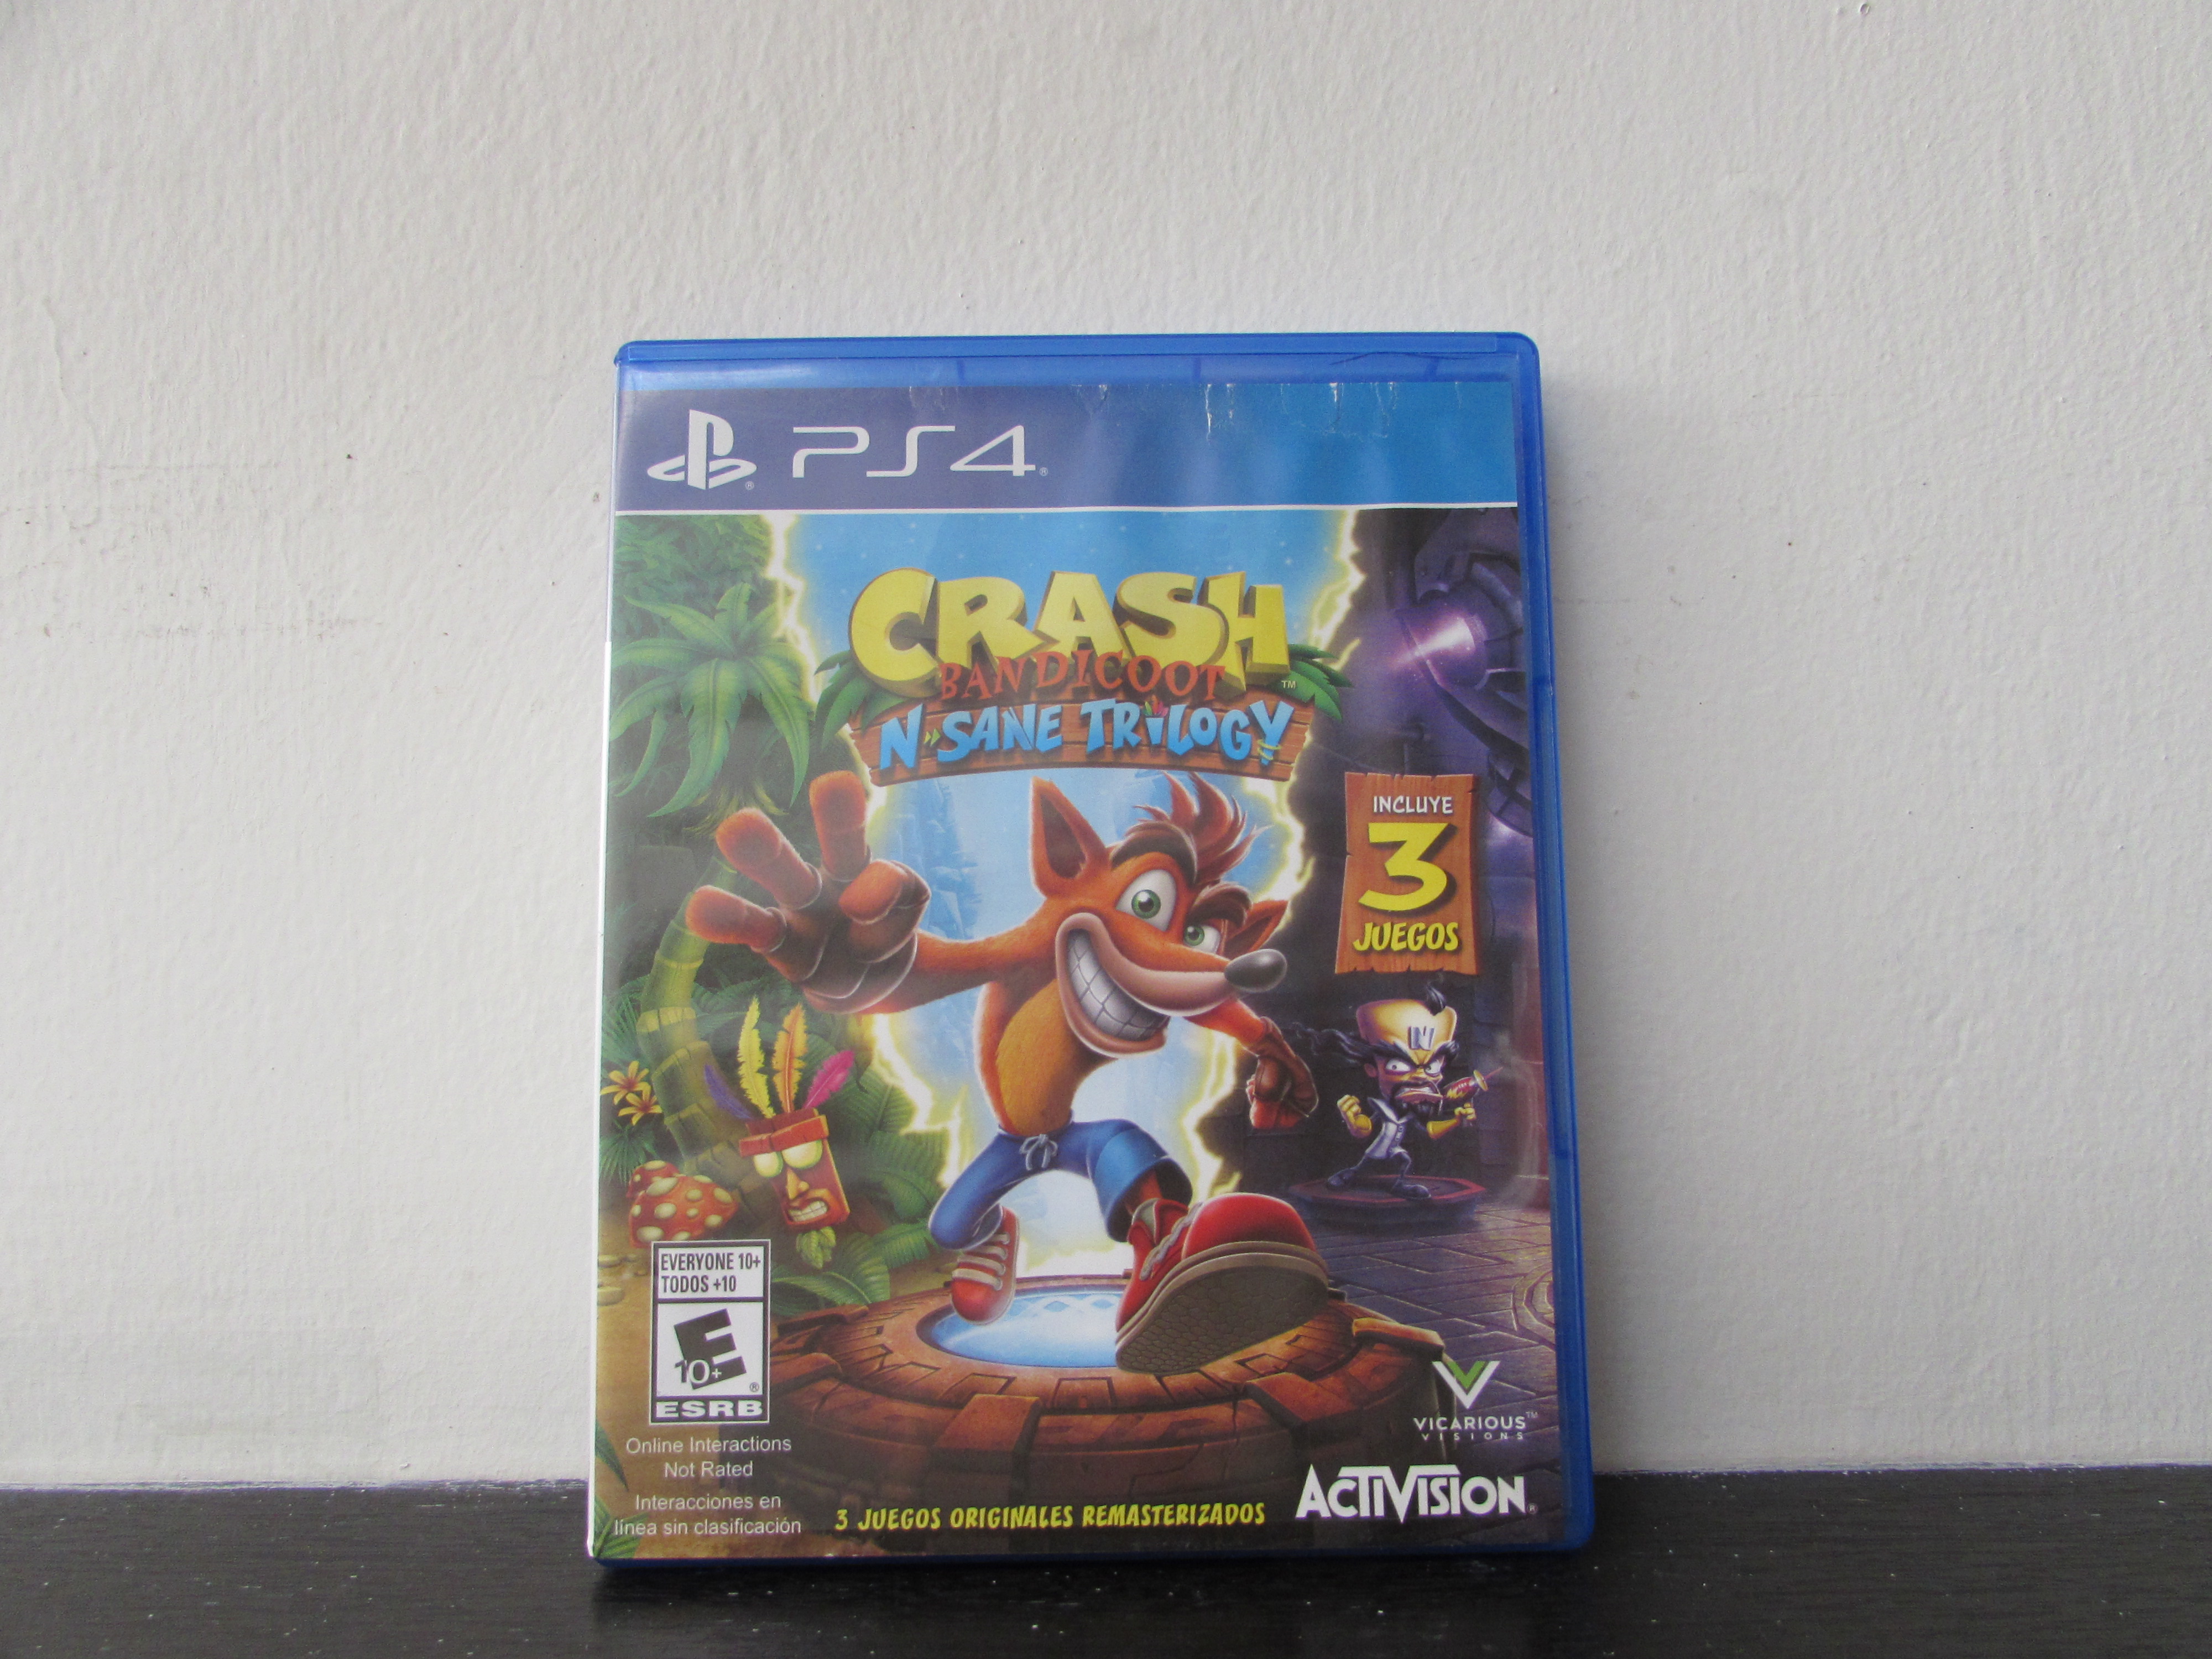 PS4
CRASH
BANDICOOT
N SANE TRILOGY
INCLUYE
3
JUEGOS
N
EVERYONE 10+
TODOS +10
E
10+
ESRB
Online Interactions
Not Rated
Interacciones en
línea sin clasificación
3 JUEGOS ORIGINALES REMASTERIZADOS
VICARIOUS™
VISIONS
ACTIVISION®